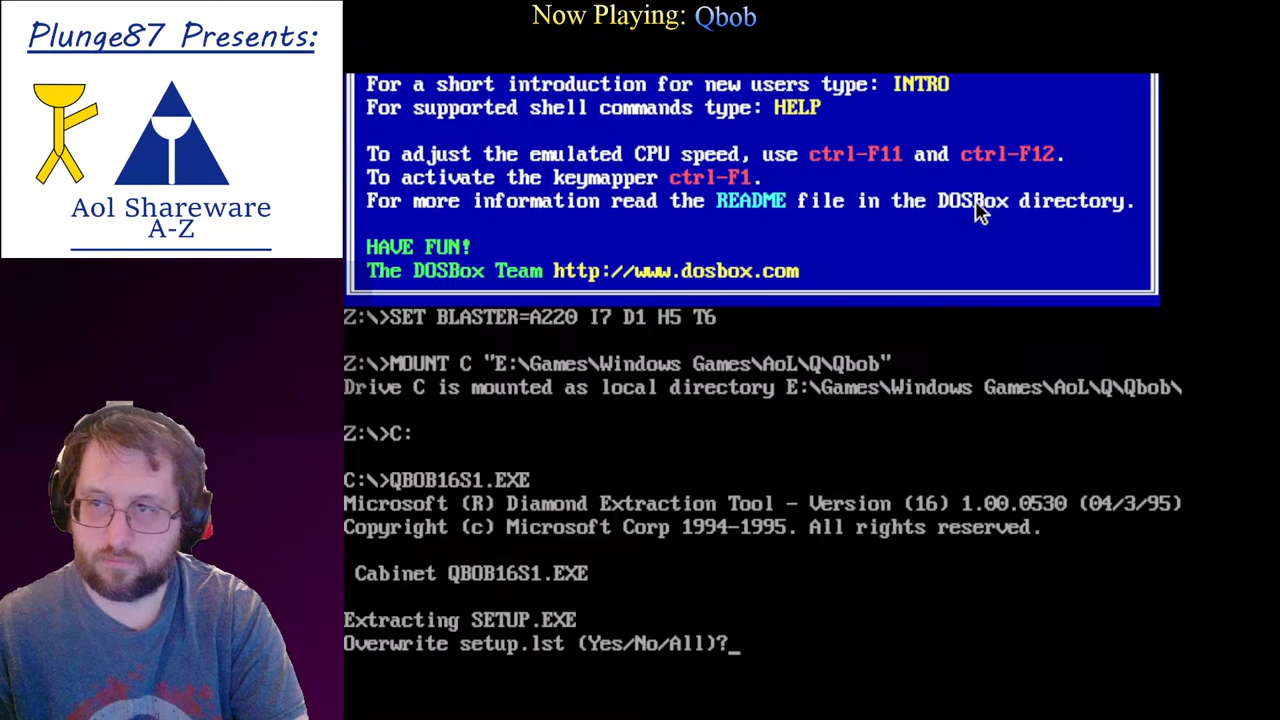 Now Playing: Qbob
Plunge87 Presents:
Aol Shareware
A-Z
For a short introduction for new users type: INTRO
For supported shell commands type: HELP
To adjust the emulated CPU speed, use ctrl-F11 and ctrl-F12.
To activate the keymapper ctrl-F1.
For more information read the README file in the DOSBox directory.
HAVE FUN!
The DOSBox Team http://www.dosbox.com
Z:\>SET BLASTER=A220 I7 D1 H5 T6
Z:\>MOUNT C "E:\Games\Windows Games\AoL\Q\Qbob"
Drive C is mounted as local directory E:\Games\Windows Games\AoL\Q\Qbob\
Z:\>C:
C:\>QBOB16S1.EXE
Microsoft (R) Diamond Extraction Tool - Version (16) 1.00.0530 (04/3/95)
Copyright (c) Microsoft Corp 1994-1995. All rights reserved.
Cabinet QBOB16S1.EXE
Extracting SETUP.EXE
Overwrite setup.lst (Yes/No/All)?_